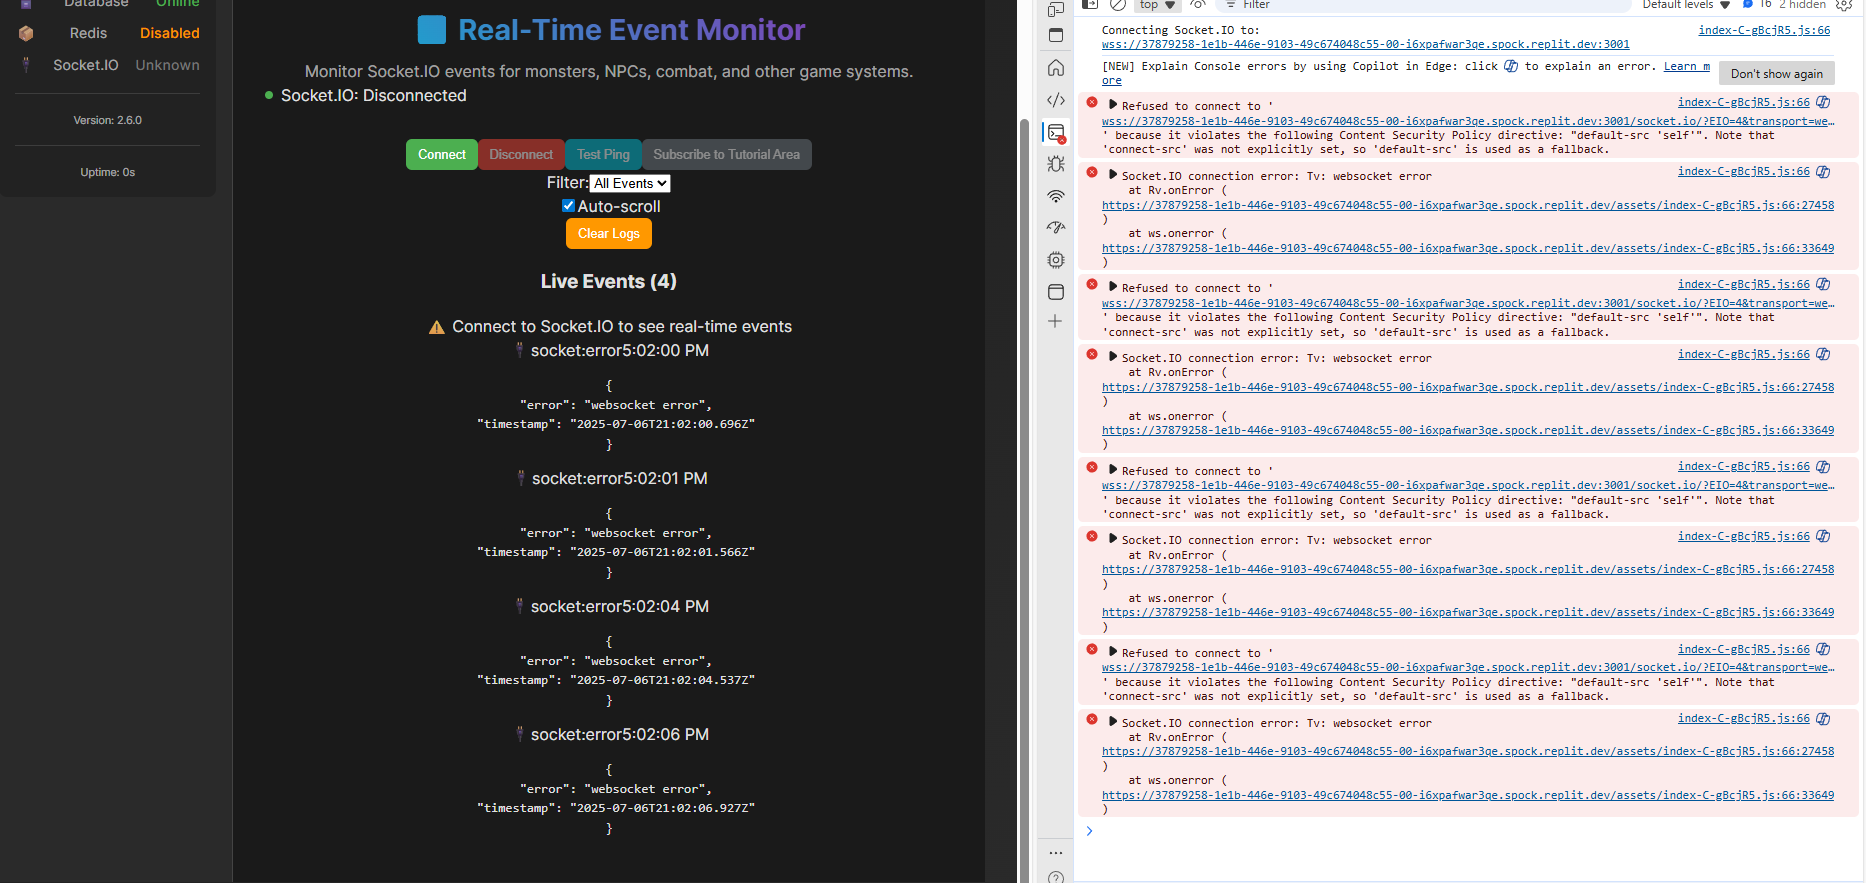 Database Online
Redis Disabled
Socket.IO Unknown
Version: 2.6.0
Uptime: 0s
Real-Time Event Monitor
Monitor Socket.IO events for monsters, NPCs, combat, and other game systems.
Socket.IO: Disconnected
Connect Disconnect Test Ping Subscribe to Tutorial Area
Filter: All Events
Auto-scroll
Clear Logs
Live Events (4)
Connect to Socket.IO to see real-time events
socket:error5:02:00 PM
{
"error": "websocket error",
"timestamp": "2025-07-06T21:02:00.696Z"
}
socket:error5:02:01 PM
{
"error": "websocket error",
"timestamp": "2025-07-06T21:02:01.566Z"
}
socket:error5:02:04 PM
{
"error": "websocket error",
"timestamp": "2025-07-06T21:02:04.537Z"
}
socket:error5:02:06 PM
{
"error": "websocket error",
"timestamp": "2025-07-06T21:02:06.927Z"
}
top Filter Default levels 16 2 hidden
Connecting Socket.IO to: index-C-gBcjR5.js:66
wss://37879258-1e1b-446e-9103-49c674048c55-00-i6xpafwar3qe.spock.replit.dev:3001
[NEW] Explain Console errors by using Copilot in Edge: click to explain an error. Learn m
ore
Don't show again
Refused to connect to ' index-C-gBcjR5.js:66
wss://37879258-1e1b-446e-9103-49c674048c55-00-i6xpafwar3qe.spock.replit.dev:3001/socket.io/?EIO=4&transport=we…
' because it violates the following Content Security Policy directive: "default-src 'self'". Note that
'connect-src' was not explicitly set, so 'default-src' is used as a fallback.
Socket.IO connection error: Tv: websocket error index-C-gBcjR5.js:66
at Rv.onError (
https://37879258-1e1b-446e-9103-49c674048c55-00-i6xpafwar3qe.spock.replit.dev/assets/index-C-gBcjR5.js:66:27458
)
at ws.onerror (
https://37879258-1e1b-446e-9103-49c674048c55-00-i6xpafwar3qe.spock.replit.dev/assets/index-C-gBcjR5.js:66:33649
)
Refused to connect to ' index-C-gBcjR5.js:66
wss://37879258-1e1b-446e-9103-49c674048c55-00-i6xpafwar3qe.spock.replit.dev:3001/socket.io/?EIO=4&transport=we…
' because it violates the following Content Security Policy directive: "default-src 'self'". Note that
'connect-src' was not explicitly set, so 'default-src' is used as a fallback.
Socket.IO connection error: Tv: websocket error index-C-gBcjR5.js:66
at Rv.onError (
https://37879258-1e1b-446e-9103-49c674048c55-00-i6xpafwar3qe.spock.replit.dev/assets/index-C-gBcjR5.js:66:27458
)
at ws.onerror (
https://37879258-1e1b-446e-9103-49c674048c55-00-i6xpafwar3qe.spock.replit.dev/assets/index-C-gBcjR5.js:66:33649
)
Refused to connect to ' index-C-gBcjR5.js:66
wss://37879258-1e1b-446e-9103-49c674048c55-00-i6xpafwar3qe.spock.replit.dev:3001/socket.io/?EIO=4&transport=we…
' because it violates the following Content Security Policy directive: "default-src 'self'". Note that
'connect-src' was not explicitly set, so 'default-src' is used as a fallback.
Socket.IO connection error: Tv: websocket error index-C-gBcjR5.js:66
at Rv.onError (
https://37879258-1e1b-446e-9103-49c674048c55-00-i6xpafwar3qe.spock.replit.dev/assets/index-C-gBcjR5.js:66:27458
)
at ws.onerror (
https://37879258-1e1b-446e-9103-49c674048c55-00-i6xpafwar3qe.spock.replit.dev/assets/index-C-gBcjR5.js:66:33649
)
Refused to connect to ' index-C-gBcjR5.js:66
wss://37879258-1e1b-446e-9103-49c674048c55-00-i6xpafwar3qe.spock.replit.dev:3001/socket.io/?EIO=4&transport=we…
' because it violates the following Content Security Policy directive: "default-src 'self'". Note that
'connect-src' was not explicitly set, so 'default-src' is used as a fallback.
Socket.IO connection error: Tv: websocket error index-C-gBcjR5.js:66
at Rv.onError (
https://37879258-1e1b-446e-9103-49c674048c55-00-i6xpafwar3qe.spock.replit.dev/assets/index-C-gBcjR5.js:66:27458
)
at ws.onerror (
https://37879258-1e1b-446e-9103-49c674048c55-00-i6xpafwar3qe.spock.replit.dev/assets/index-C-gBcjR5.js:66:33649
)